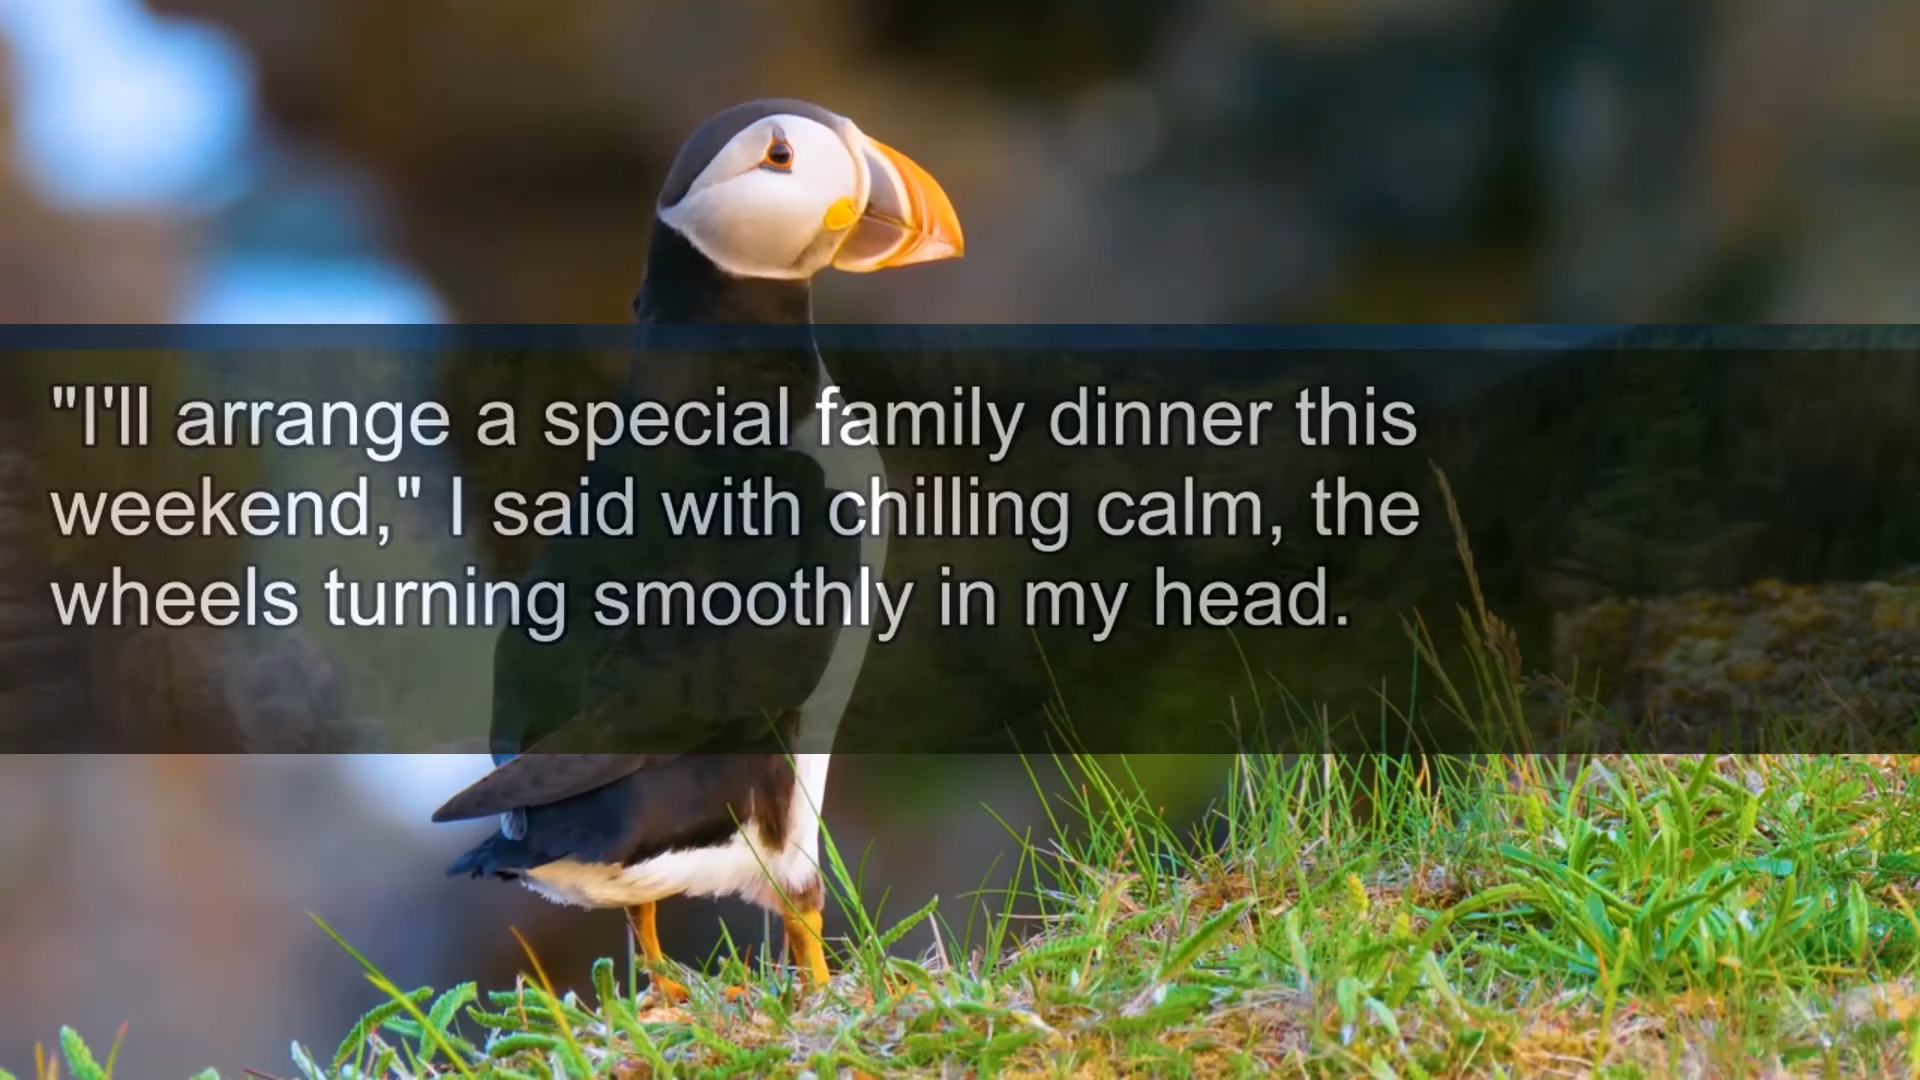 "I'll arrange a special family dinner this
weekend," I said with chilling calm, the
wheels turning smoothly in my head.